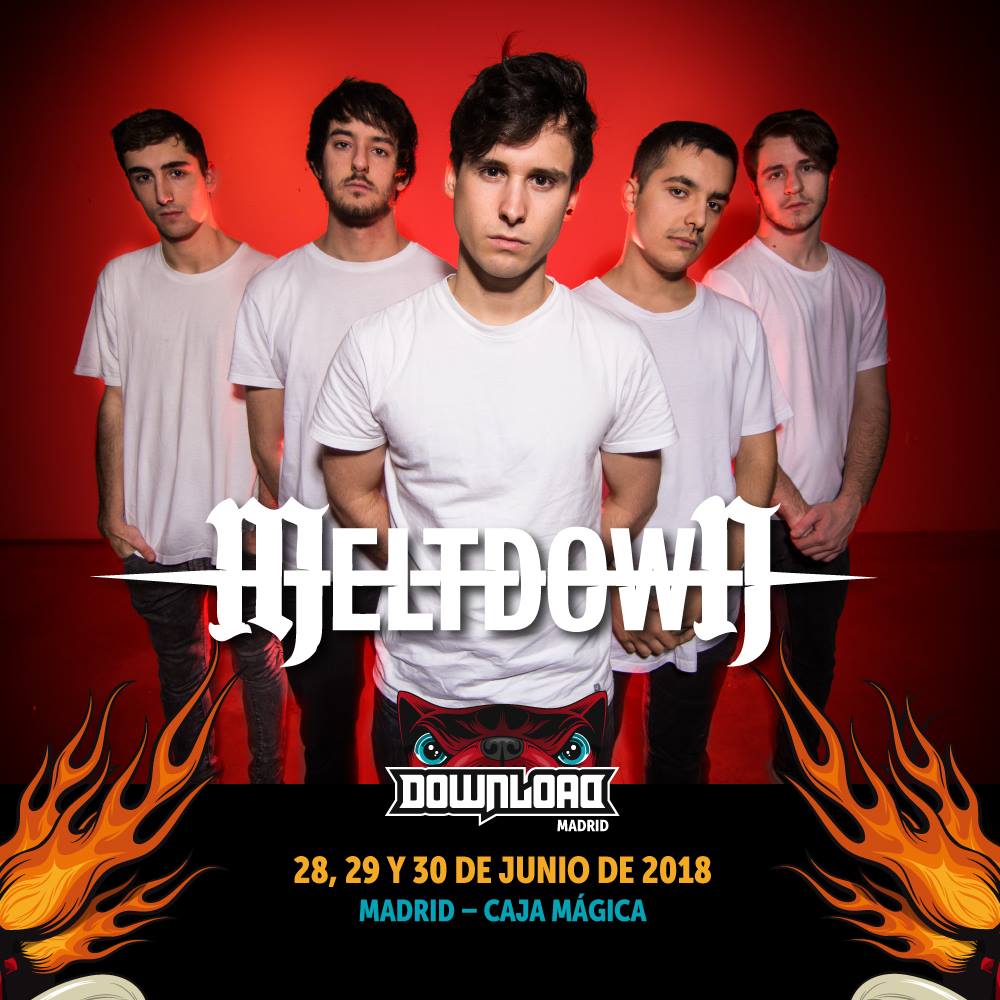 MELTDOWN
DOWNLOAD
MADRID
28, 29 Y 30 DE JUNIO DE 2018
MADRID – CAJA MÁGICA